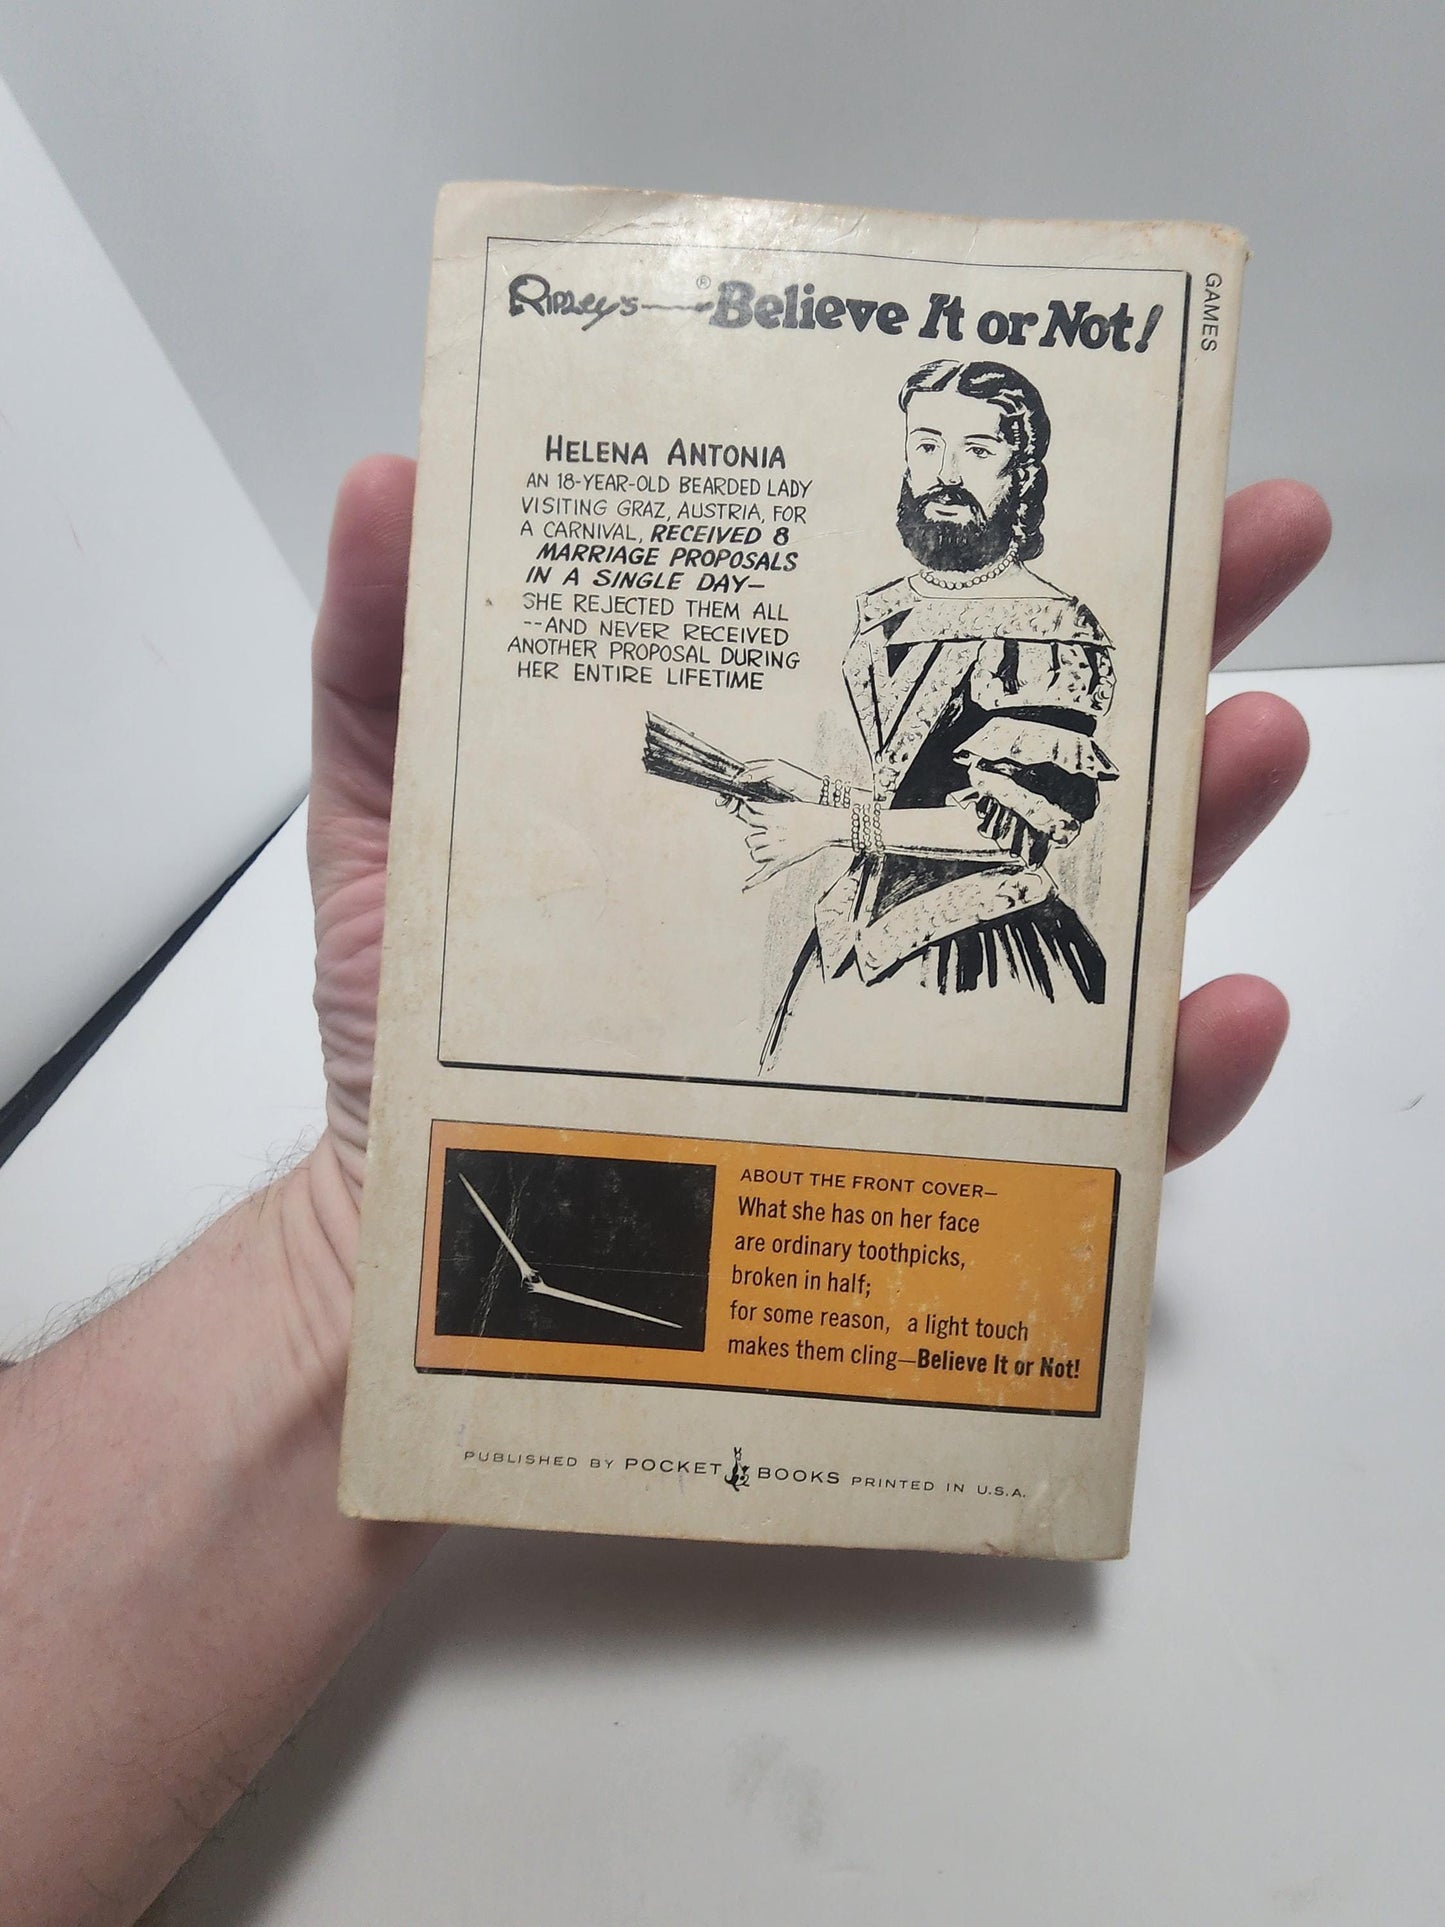 Ripley's—® Believe It or Not!
GAMES
HELENA ANTONIA
AN 18-YEAR-OLD BEARDED LADY
VISITING GRAZ, AUSTRIA, FOR
A CARNIVAL, RECEIVED 8
MARRIAGE PROPOSALS
IN A SINGLE DAY—
SHE REJECTED THEM ALL
--AND NEVER RECEIVED
ANOTHER PROPOSAL DURING
HER ENTIRE LIFETIME
ABOUT THE FRONT COVER—
What she has on her face
are ordinary toothpicks,
broken in half;
for some reason, a light touch
makes them cling—Believe It or Not!
PUBLISHED BY POCKET BOOKS PRINTED IN U.S.A.